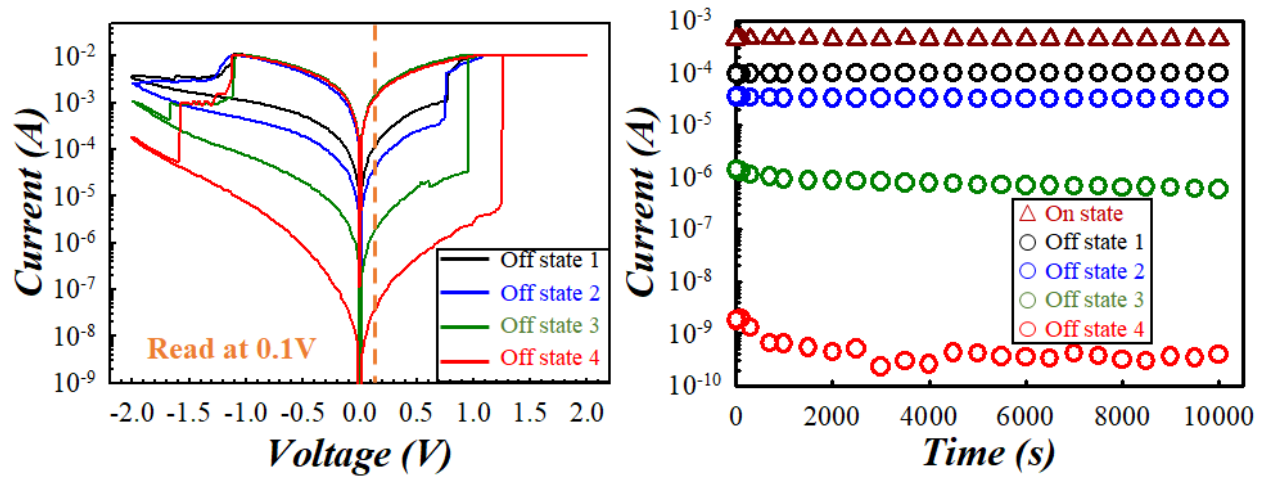 Current (A)
10⁻²
10⁻³
10⁻⁴
10⁻⁵
10⁻⁶
10⁻⁷
10⁻⁸
10⁻⁹
Off state 1
Off state 2
Off state 3
Off state 4
Read at 0.1V
-2.0 -1.5 -1.0 -0.5 0.0 0.5 1.0 1.5 2.0
Voltage (V)
Current (A)
10⁻³
10⁻⁴
10⁻⁵
10⁻⁶
10⁻⁷
10⁻⁸
10⁻⁹
10⁻¹⁰
On state
Off state 1
Off state 2
Off state 3
Off state 4
0 2000 4000 6000 8000 10000
Time (s)